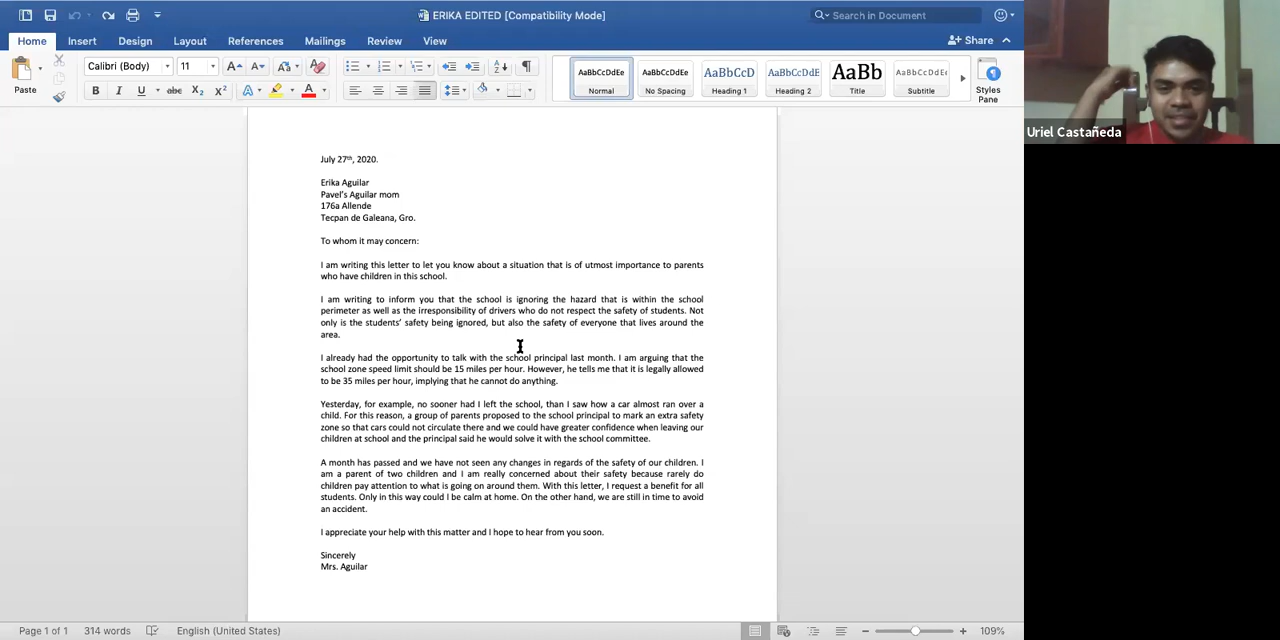 ERIKA EDITED [Compatibility Mode]
Search in Document
Home Insert Design Layout References Mailings Review View
Share
Paste
Calibri (Body) 11
B I U abc X2 X2
AaBbCcDdEe AaBbCcDdEe AaBbCcD AaBbCcDdE AaBb AaBbCcDdEe
Normal No Spacing Heading 1 Heading 2 Title Subtitle
Styles
Pane
Uriel Castañeda
July 27th, 2020.
Erika Aguilar
Pavel's Aguilar mom
176a Allende
Tecpan de Galeana, Gro.
To whom it may concern:
I am writing this letter to let you know about a situation that is of utmost importance to parents
who have children in this school.
I am writing to inform you that the school is ignoring the hazard that is within the school
perimeter as well as the irresponsibility of drivers who do not respect the safety of students. Not
only is the students' safety being ignored, but also the safety of everyone that lives around the
area.
I already had the opportunity to talk with the school principal last month. I am arguing that the
school zone speed limit should be 15 miles per hour. However, he tells me that it is legally allowed
to be 35 miles per hour, implying that he cannot do anything.
Yesterday, for example, no sooner had I left the school, than I saw how a car almost ran over a
child. For this reason, a group of parents proposed to the school principal to mark an extra safety
zone so that cars could not circulate there and we could have greater confidence when leaving our
children at school and the principal said he would solve it with the school committee.
A month has passed and we have not seen any changes in regards of the safety of our children. I
am a parent of two children and I am really concerned about their safety because rarely do
children pay attention to what is going on around them. With this letter, I request a benefit for all
students. Only in this way could I be calm at home. On the other hand, we are still in time to avoid
an accident.
I appreciate your help with this matter and I hope to hear from you soon.
Sincerely
Mrs. Aguilar
Page 1 of 1 314 words English (United States) 109%